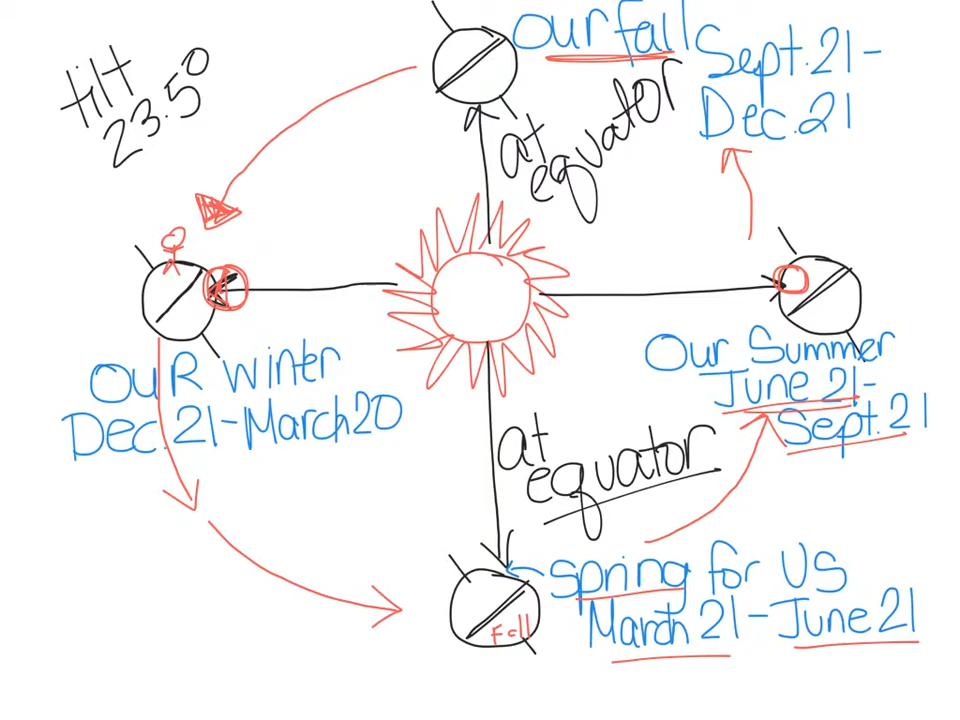 our fall
Sept. 21-
Dec. 21
tilt
23.5°
at
equator
OUR Winter
Dec. 21-March 20
Our Summer
June 21-
Sept. 21
at
equator
spring for US
March 21-June 21
Fall